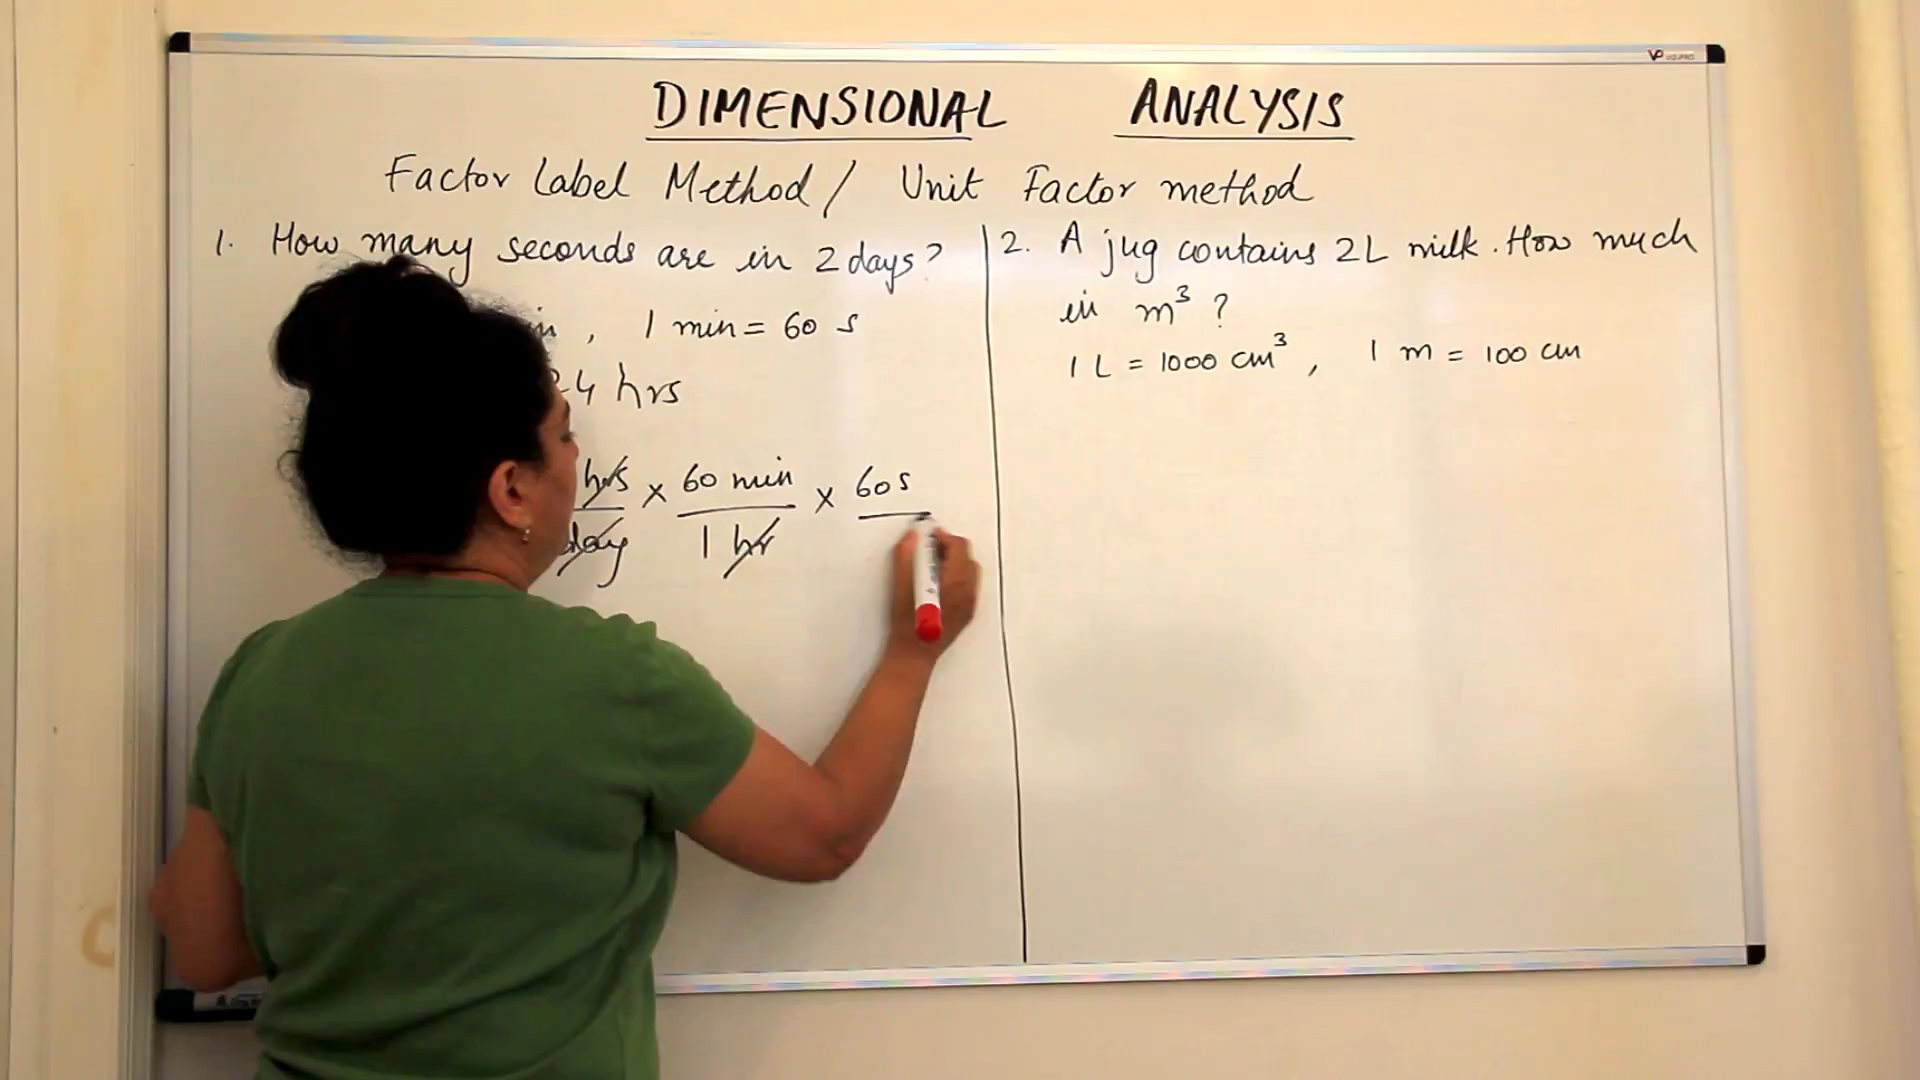 DIMENSIONAL ANALYSIS
Factor Label Method / Unit Factor method
1. How many seconds are in 2 days?
, 1 min = 60 s
24 hrs
hrs × 60 min × 60 s
day 1 hr
2. A jug contains 2L milk. How much
in m³ ?
1 L = 1000 cm³ , 1 m = 100 cm